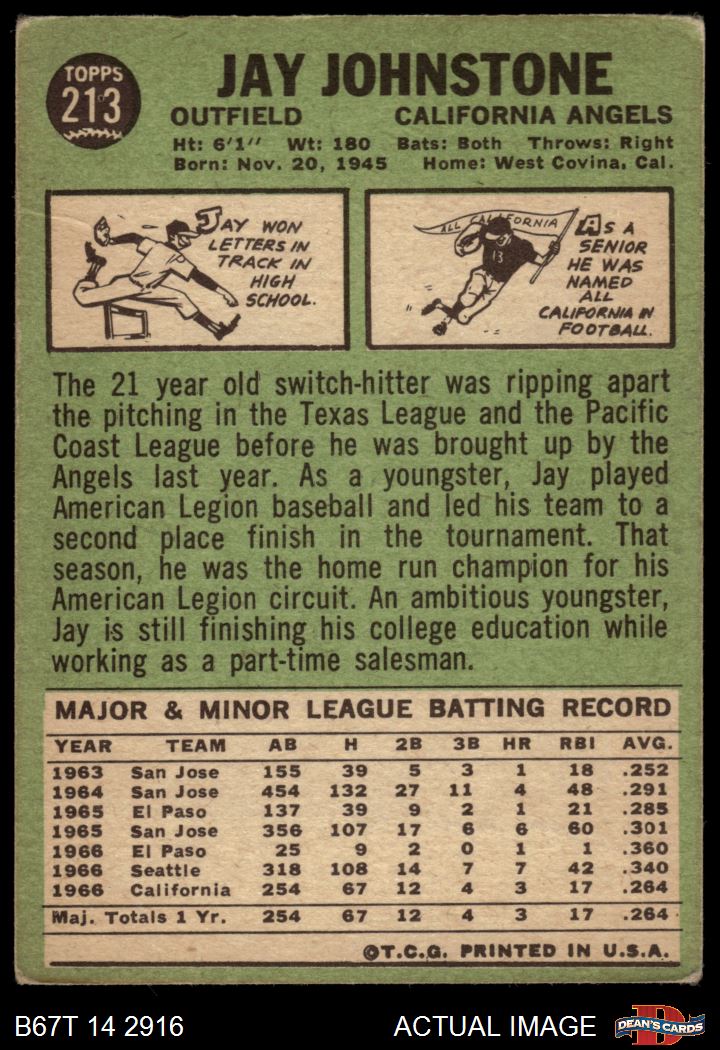 TOPPS
213
JAY JOHNSTONE
OUTFIELD CALIFORNIA ANGELS
Ht: 6'1" Wt: 180 Bats: Both Throws: Right
Born: Nov. 20, 1945 Home: West Covina, Cal.
JAY WON
LETTERS IN
TRACK IN
HIGH
SCHOOL.
ALL CALIFORNIA
13
AS A
SENIOR
HE WAS
NAMED
ALL
CALIFORNIA IN
FOOTBALL.
The 21 year old switch-hitter was ripping apart
the pitching in the Texas League and the Pacific
Coast League before he was brought up by the
Angels last year. As a youngster, Jay played
American Legion baseball and led his team to a
second place finish in the tournament. That
season, he was the home run champion for his
American Legion circuit. An ambitious youngster,
Jay is still finishing his college education while
working as a part-time salesman.
MAJOR & MINOR LEAGUE BATTING RECORD
YEAR TEAM AB H 2B 3B HR RBI AVG.
1963 San Jose 155 39 5 3 1 18 .252
1964 San Jose 454 132 27 11 4 48 .291
1965 El Paso 137 39 9 2 1 21 .285
1965 San Jose 356 107 17 6 6 60 .301
1966 El Paso 25 9 2 0 1 1 .360
1966 Seattle 318 108 14 7 7 42 .340
1966 California 254 67 12 4 3 17 .264
Maj. Totals 1 Yr. 254 67 12 4 3 17 .264
©T.C.G. PRINTED IN U.S.A.
B67T 14 2916 ACTUAL IMAGE
D
DEAN'S CARDS